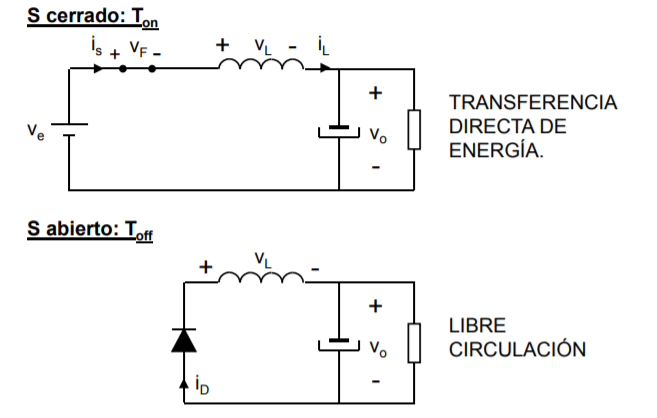 S cerrado: Ton
is + VF - + VL - iL
+
TRANSFERENCIA
Ve
DIRECTA DE
Vo
ENERGÍA.
-
S abierto: Toff
+ VL -
+
LIBRE
Vo
CIRCULACIÓN
iD
-